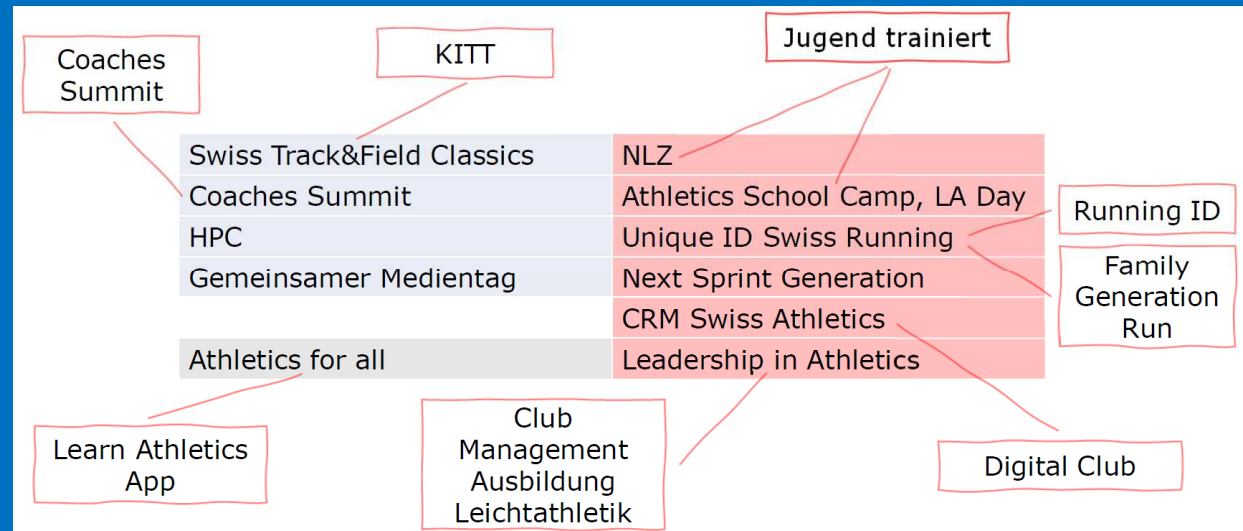 Jugend trainiert
KITT
Coaches
Summit
Swiss Track&Field Classics
NLZ
Coaches Summit
Athletics School Camp, LA Day
HPC
Unique ID Swiss Running
Gemeinsamer Medientag
Next Sprint Generation
CRM Swiss Athletics
Athletics for all
Leadership in Athletics
Running ID
Family
Generation
Run
Learn Athletics
App
Club
Management
Ausbildung
Leichtathletik
Digital Club